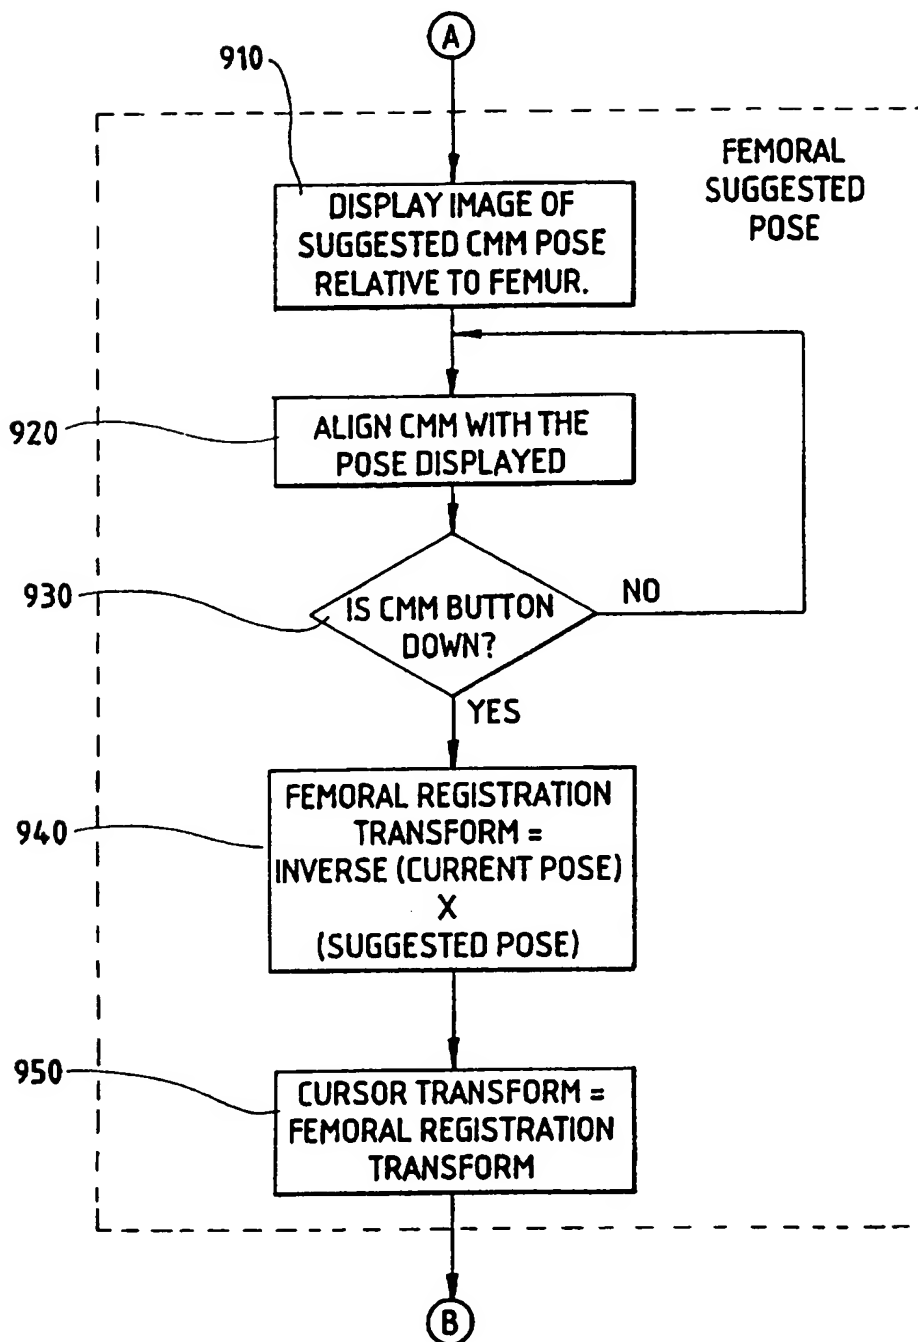 A
910
FEMORAL
SUGGESTED
POSE
DISPLAY IMAGE OF
SUGGESTED CMM POSE
RELATIVE TO FEMUR.
920
ALIGN CMM WITH THE
POSE DISPLAYED
930
IS CMM BUTTON
DOWN?
NO
YES
940
FEMORAL REGISTRATION
TRANSFORM =
INVERSE (CURRENT POSE)
X
(SUGGESTED POSE)
950
CURSOR TRANSFORM =
FEMORAL REGISTRATION
TRANSFORM
B